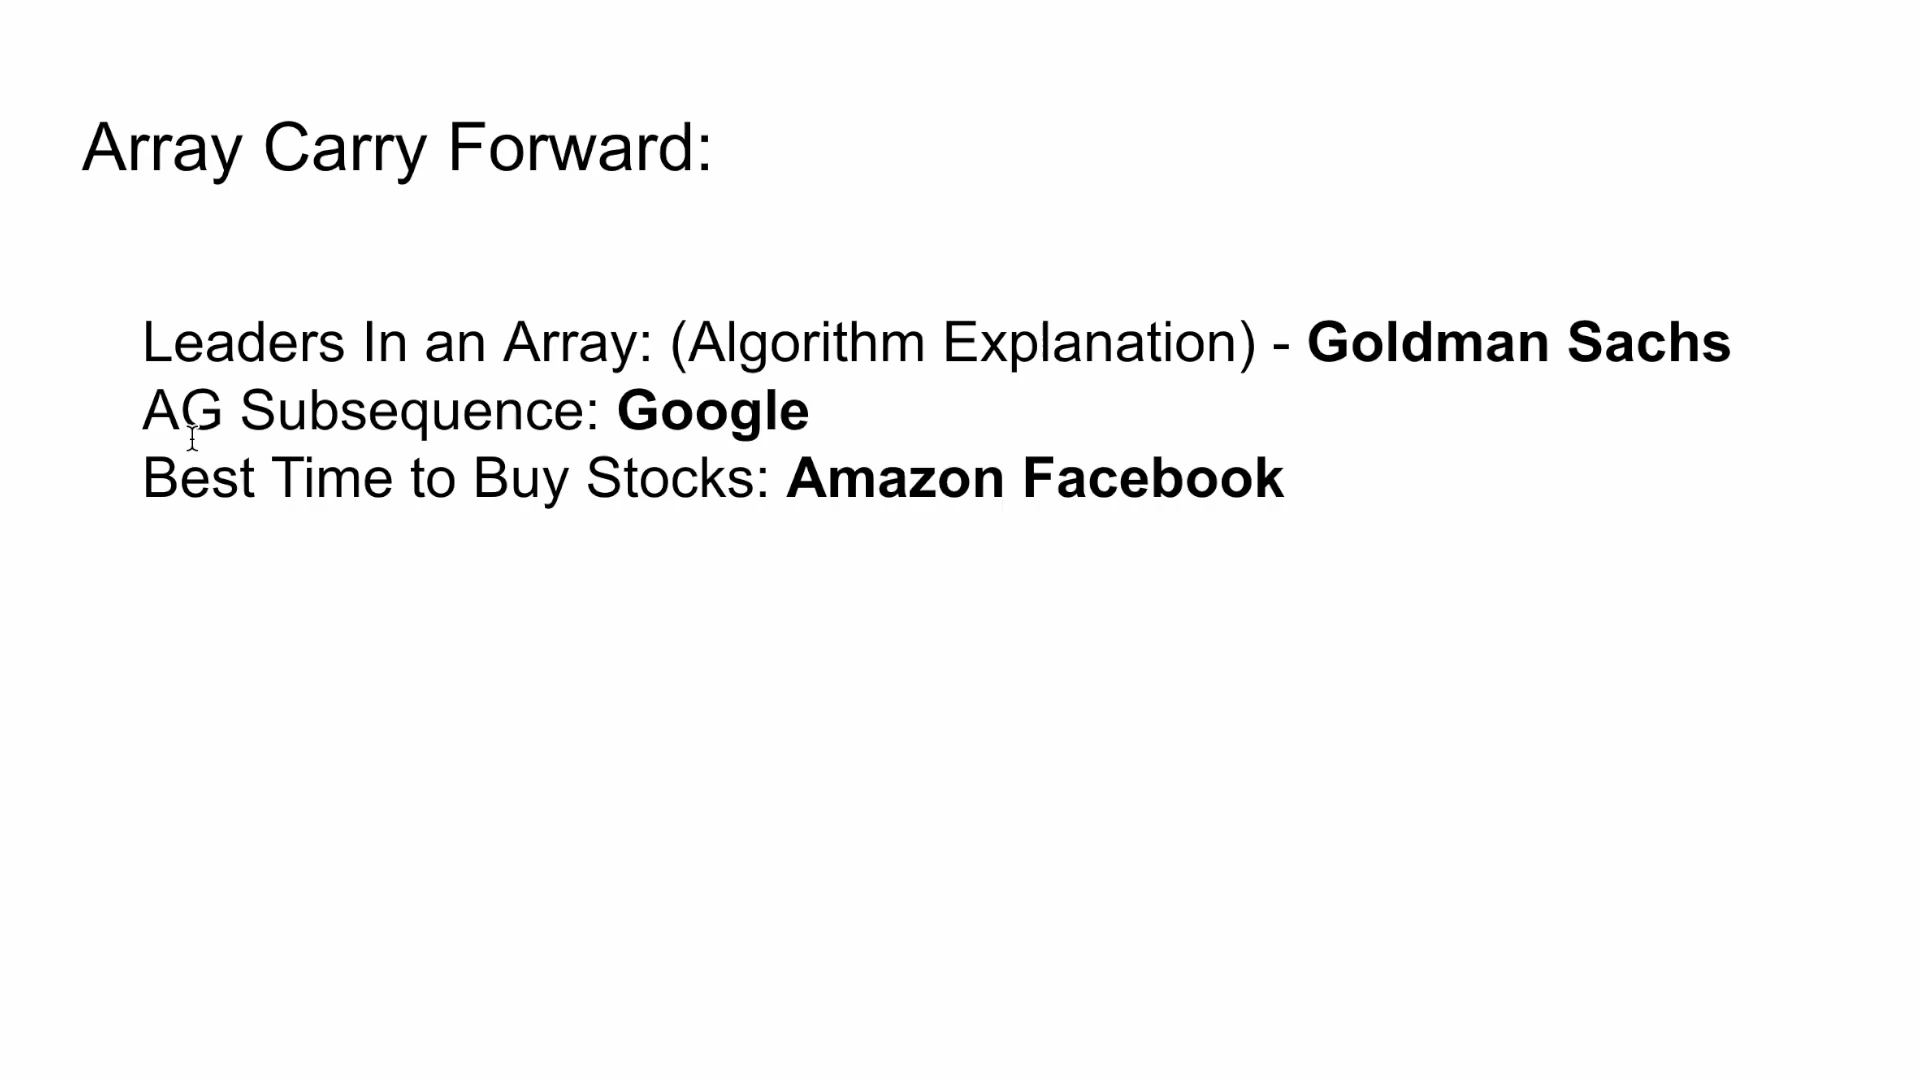 Array Carry Forward:
Leaders In an Array: (Algorithm Explanation) - Goldman Sachs
AG Subsequence: Google
Best Time to Buy Stocks: Amazon Facebook